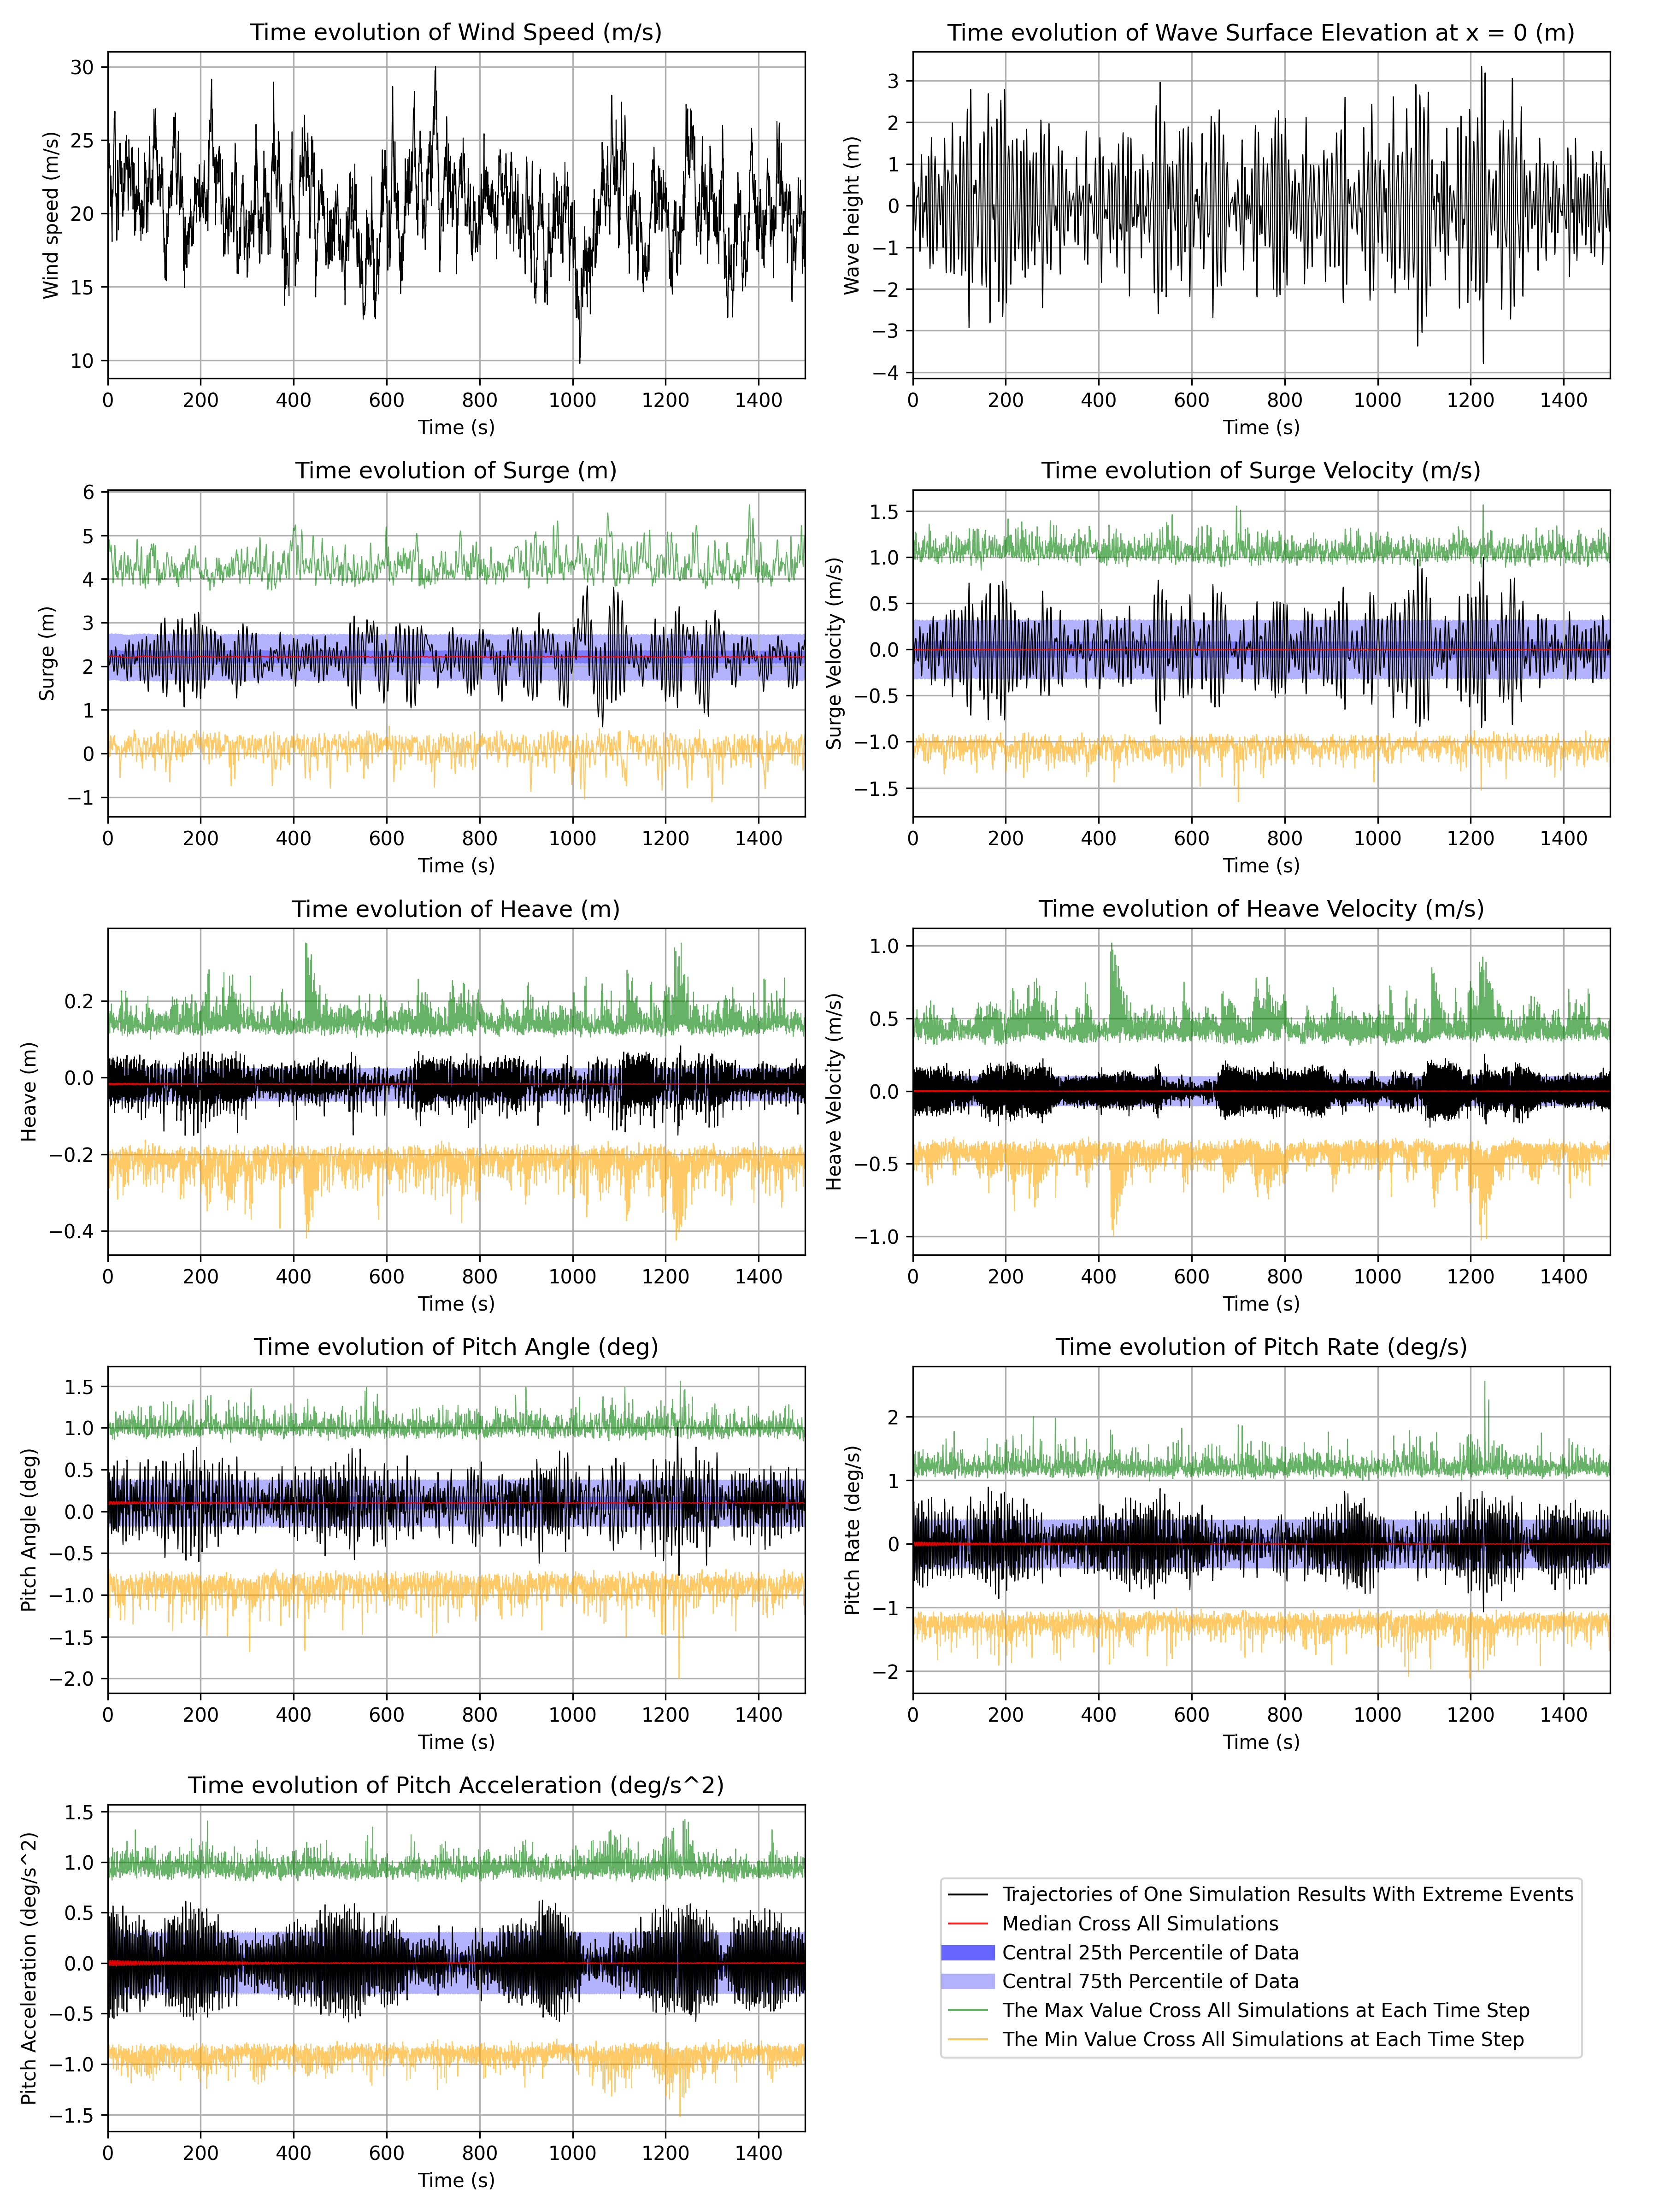 Time evolution of Wind Speed (m/s)
Wind speed (m/s)
30
25
20
15
10
0 200 400 600 800 1000 1200 1400
Time (s)
Time evolution of Wave Surface Elevation at x = 0 (m)
Wave height (m)
3
2
1
0
−1
−2
−3
−4
0 200 400 600 800 1000 1200 1400
Time (s)
Time evolution of Surge (m)
Surge (m)
6
5
4
3
2
1
0
−1
0 200 400 600 800 1000 1200 1400
Time (s)
Time evolution of Surge Velocity (m/s)
Surge Velocity (m/s)
1.5
1.0
0.5
0.0
−0.5
−1.0
−1.5
0 200 400 600 800 1000 1200 1400
Time (s)
Time evolution of Heave (m)
Heave (m)
0.2
0.0
−0.2
−0.4
0 200 400 600 800 1000 1200 1400
Time (s)
Time evolution of Heave Velocity (m/s)
Heave Velocity (m/s)
1.0
0.5
0.0
−0.5
−1.0
0 200 400 600 800 1000 1200 1400
Time (s)
Time evolution of Pitch Angle (deg)
Pitch Angle (deg)
1.5
1.0
0.5
0.0
−0.5
−1.0
−1.5
−2.0
0 200 400 600 800 1000 1200 1400
Time (s)
Time evolution of Pitch Rate (deg/s)
Pitch Rate (deg/s)
2
1
0
−1
−2
0 200 400 600 800 1000 1200 1400
Time (s)
Time evolution of Pitch Acceleration (deg/s^2)
Pitch Acceleration (deg/s^2)
1.5
1.0
0.5
0.0
−0.5
−1.0
−1.5
0 200 400 600 800 1000 1200 1400
Time (s)
Trajectories of One Simulation Results With Extreme Events
Median Cross All Simulations
Central 25th Percentile of Data
Central 75th Percentile of Data
The Max Value Cross All Simulations at Each Time Step
The Min Value Cross All Simulations at Each Time Step